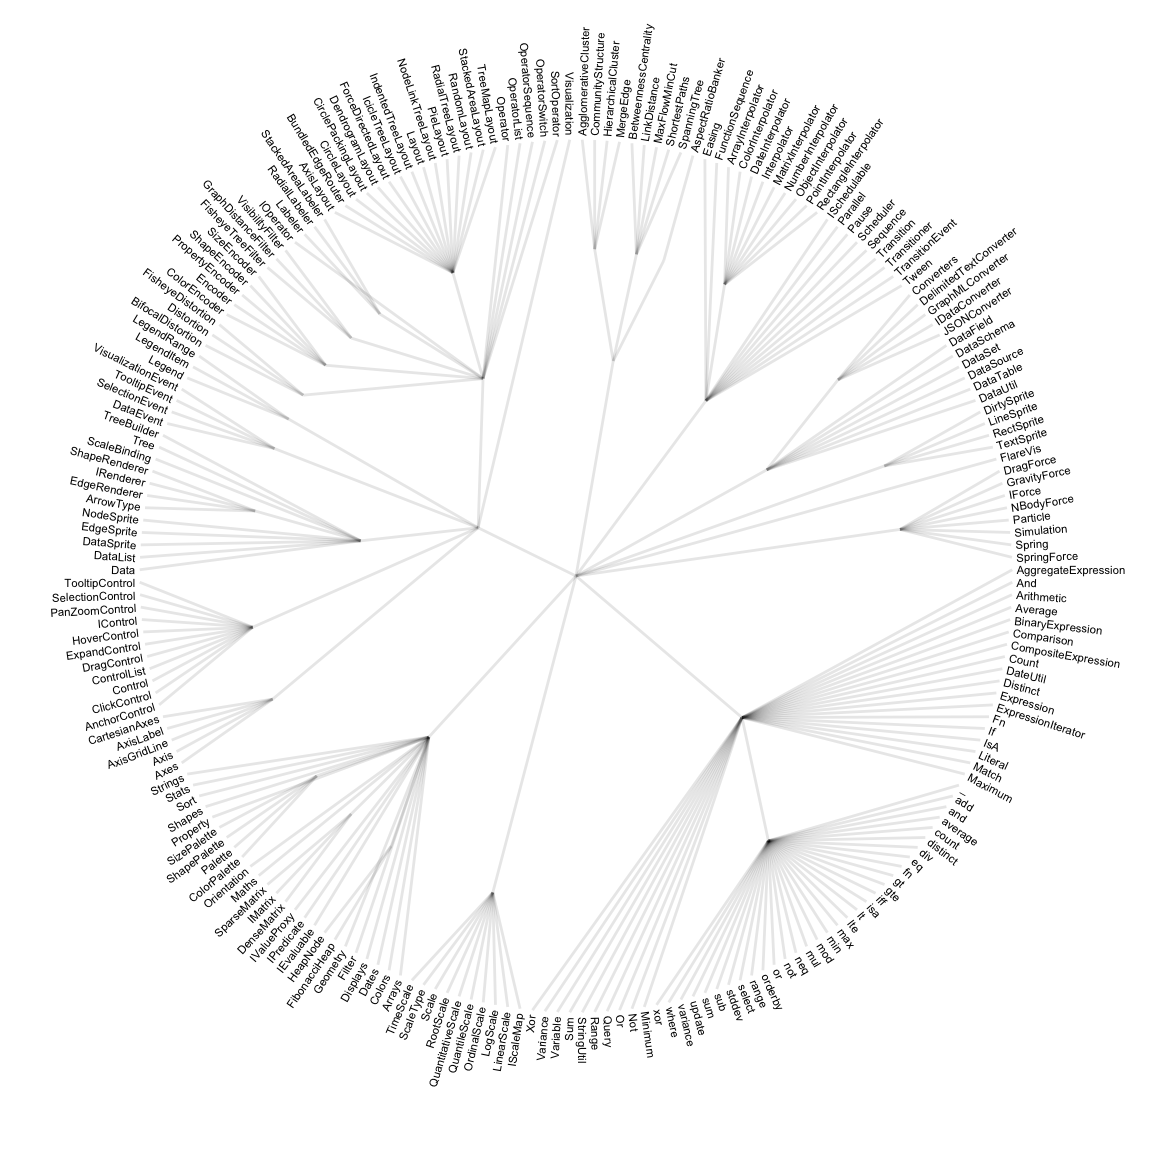 AgglomerativeCluster
CommunityStructure
HierarchicalCluster
MergeEdge
BetweennessCentrality
LinkDistance
MaxFlowMinCut
ShortestPaths
SpanningTree
AspectRatioBanker
Easing
FunctionSequence
ArrayInterpolator
ColorInterpolator
DateInterpolator
Interpolator
MatrixInterpolator
NumberInterpolator
ObjectInterpolator
PointInterpolator
RectangleInterpolator
ISchedulable
Parallel
Pause
Scheduler
Sequence
Transition
Transitioner
TransitionEvent
Tween
Converters
DelimitedTextConverter
GraphMLConverter
IDataConverter
JSONConverter
DataField
DataSchema
DataSet
DataSource
DataTable
DataUtil
DirtySprite
LineSprite
RectSprite
TextSprite
FlareVis
DragForce
GravityForce
IForce
NBodyForce
Particle
Simulation
Spring
SpringForce
AggregateExpression
And
Arithmetic
Average
BinaryExpression
Comparison
CompositeExpression
Count
DateUtil
Distinct
Expression
ExpressionIterator
Fn
If
IsA
Literal
Match
Maximum
_
add
and
average
count
distinct
div
eq
fn
gt
gte
iff
isa
lt
lte
max
min
mod
mul
neq
not
or
orderby
range
select
stddev
sub
sum
update
variance
where
xor
Minimum
Not
Or
Query
Range
StringUtil
Sum
Variable
Variance
Xor
IScaleMap
LinearScale
LogScale
OrdinalScale
QuantileScale
QuantitativeScale
RootScale
Scale
ScaleType
TimeScale
Arrays
Colors
Dates
Displays
Filter
Geometry
FibonacciHeap
HeapNode
IEvaluable
IPredicate
IValueProxy
DenseMatrix
IMatrix
SparseMatrix
Maths
Orientation
ColorPalette
Palette
ShapePalette
SizePalette
Property
Shapes
Sort
Stats
Strings
Axes
Axis
AxisGridLine
AxisLabel
CartesianAxes
AnchorControl
ClickControl
Control
ControlList
DragControl
ExpandControl
HoverControl
IControl
PanZoomControl
SelectionControl
TooltipControl
Data
DataList
DataSprite
EdgeSprite
NodeSprite
ArrowType
EdgeRenderer
IRenderer
ShapeRenderer
ScaleBinding
Tree
TreeBuilder
DataEvent
SelectionEvent
TooltipEvent
VisualizationEvent
Legend
LegendItem
LegendRange
BifocalDistortion
Distortion
FisheyeDistortion
ColorEncoder
Encoder
PropertyEncoder
ShapeEncoder
SizeEncoder
FisheyeTreeFilter
GraphDistanceFilter
VisibilityFilter
IOperator
Labeler
RadialLabeler
StackedAreaLabeler
AxisLayout
BundledEdgeRouter
CircleLayout
CirclePackingLayout
DendrogramLayout
ForceDirectedLayout
IcicleTreeLayout
IndentedTreeLayout
Layout
NodeLinkTreeLayout
PieLayout
RadialTreeLayout
RandomLayout
StackedAreaLayout
TreeMapLayout
Operator
OperatorList
OperatorSequence
OperatorSwitch
SortOperator
Visualization